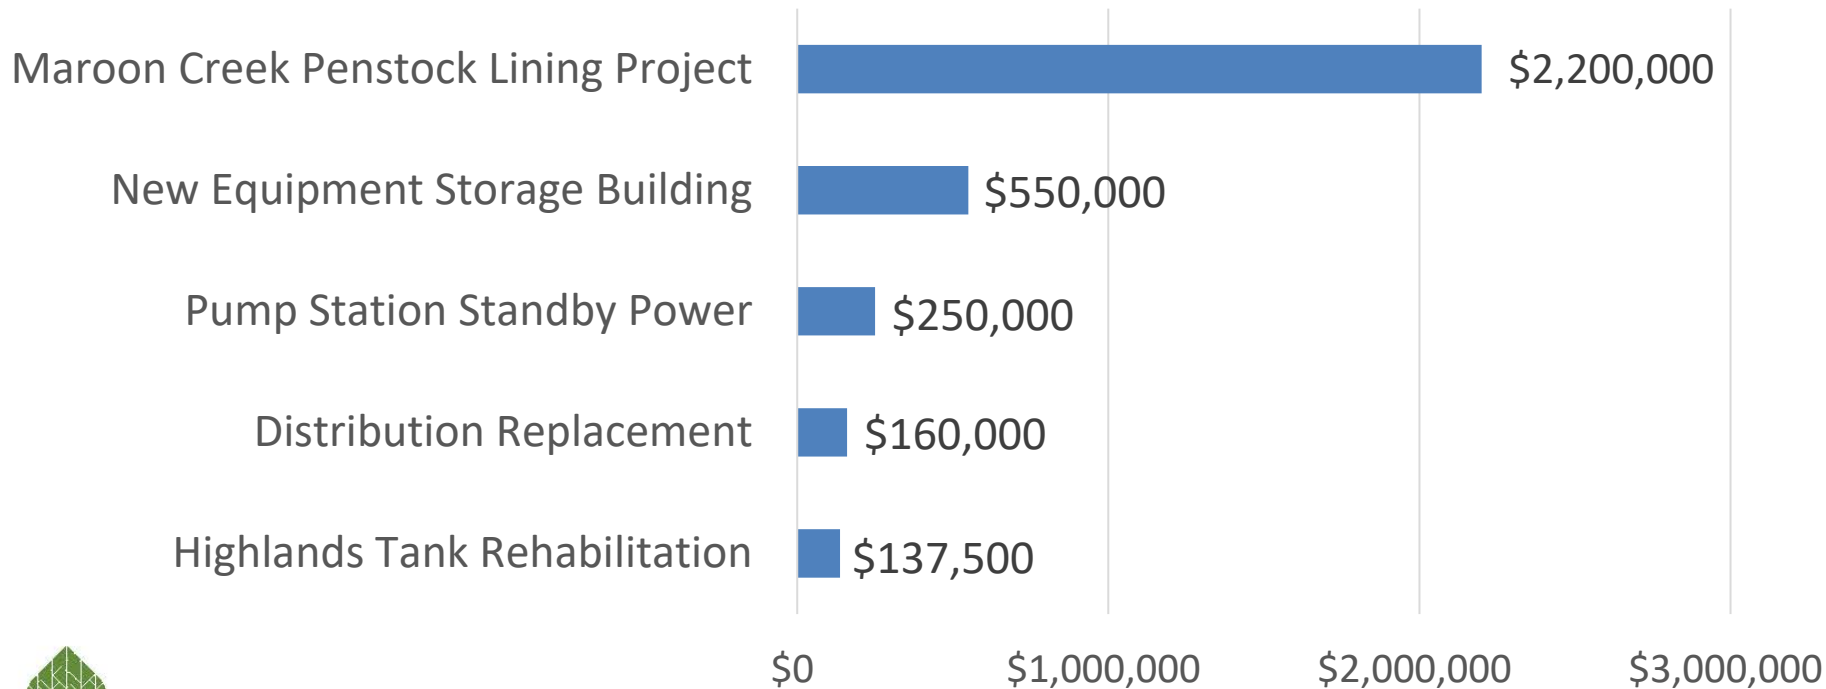 Maroon Creek Penstock Lining Project $2,200,000
New Equipment Storage Building $550,000
Pump Station Standby Power $250,000
Distribution Replacement $160,000
Highlands Tank Rehabilitation $137,500
$0 $1,000,000 $2,000,000 $3,000,000